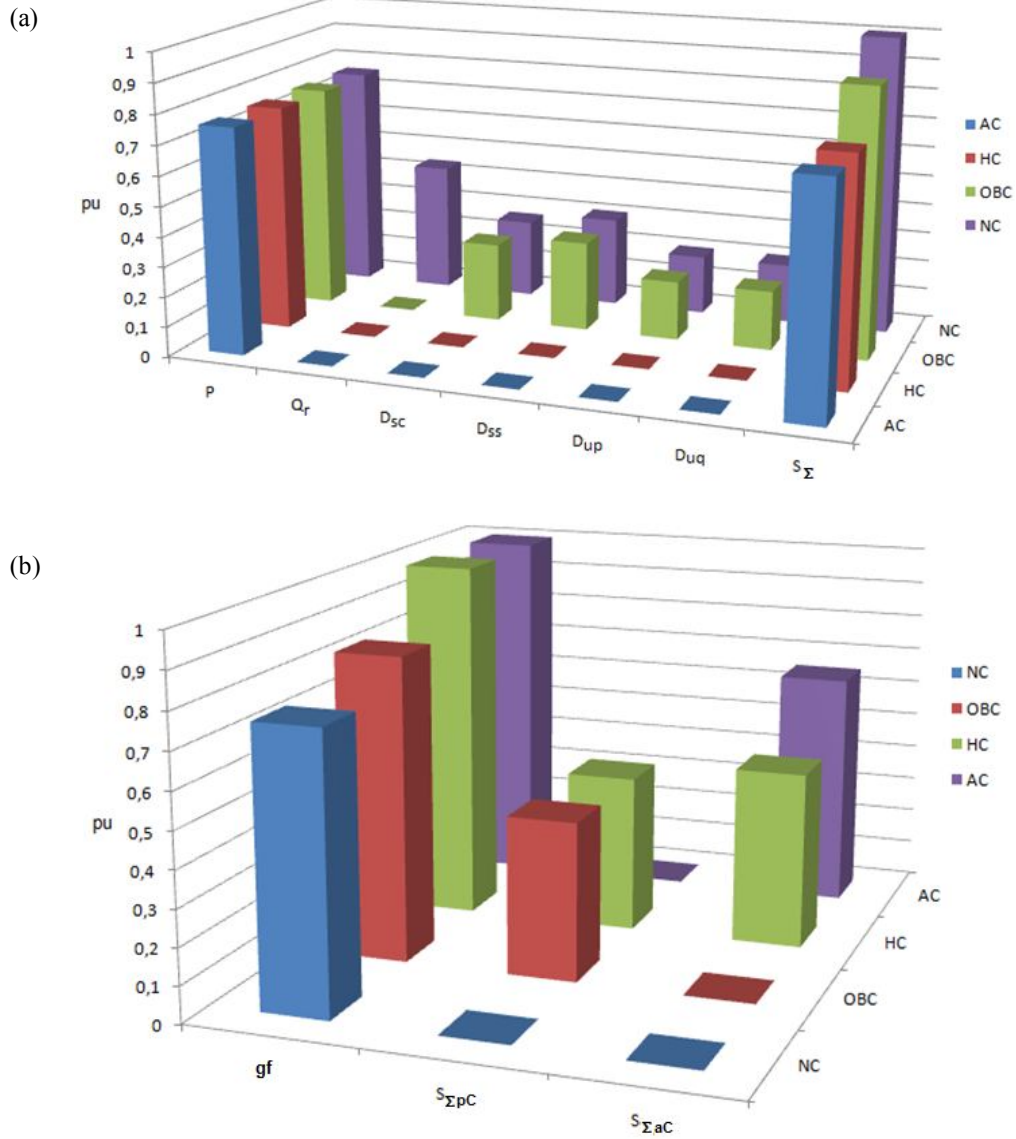 (a)
1
0,9
0,8
0,7
0,6
0,5
0,4
0,3
0,2
0,1
0
pu
P
Qr
Dsc
Dss
Dup
Duq
SΣ
NC
OBC
HC
AC
AC
HC
OBC
NC
(b)
1
0,9
0,8
0,7
0,6
0,5
0,4
0,3
0,2
0,1
0
pu
gf
SΣpC
SΣaC
AC
HC
OBC
NC
NC
OBC
HC
AC